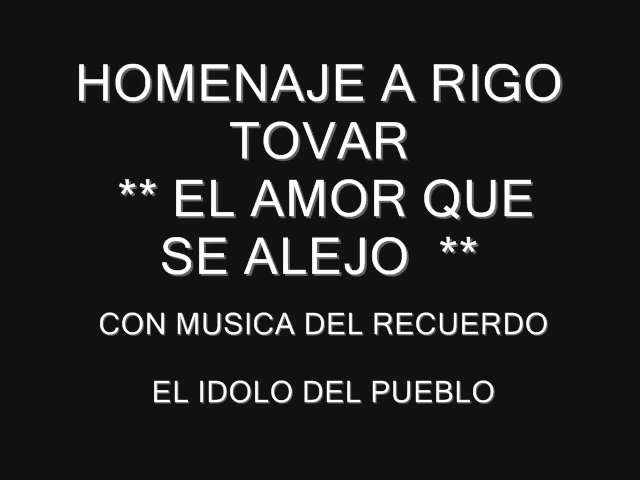 HOMENAJE A RIGO
TOVAR
** EL AMOR QUE
SE ALEJO **
CON MUSICA DEL RECUERDO
EL IDOLO DEL PUEBLO